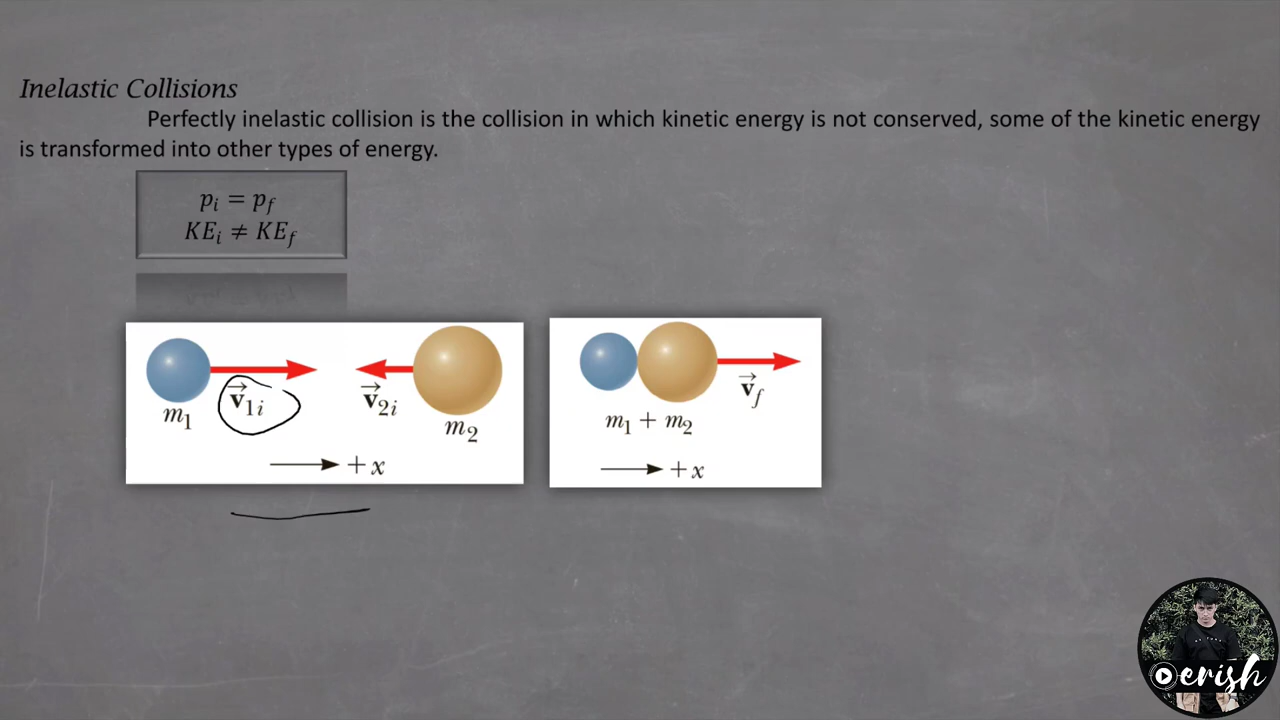 Inelastic Collisions
Perfectly inelastic collision is the collision in which kinetic energy is not conserved, some of the kinetic energy
is transformed into other types of energy.
pᵢ = p_f
KEᵢ ≠ KE_f
v⃗₁ᵢ
v⃗₂ᵢ
m₁
m₂
+x
v⃗_f
m₁ + m₂
+x
erish